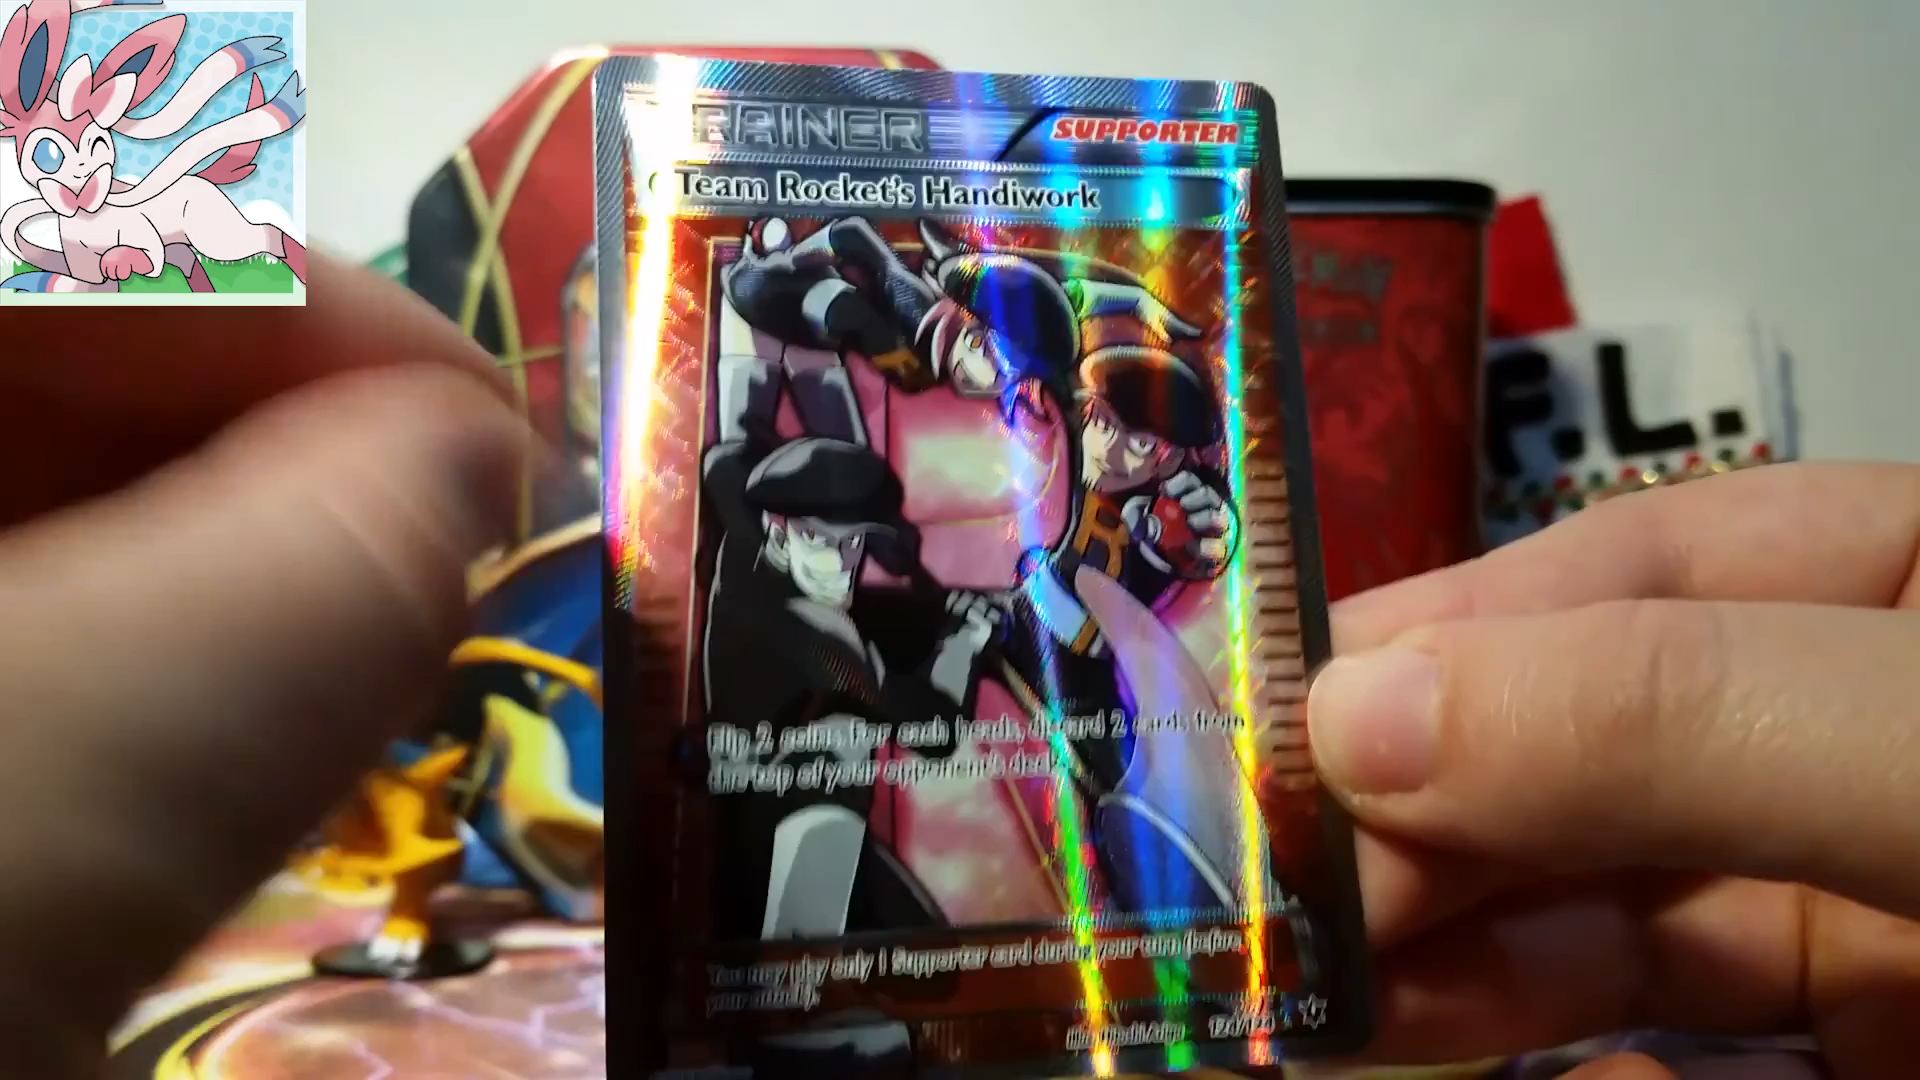 TRAINER
SUPPORTER
Team Rocket's Handiwork
Flip 2 coins. For each heads, discard 2 cards from
the top of your opponent's deck.
You may play only 1 Supporter card during your turn (before
your attack).
124/124
F.L.
R